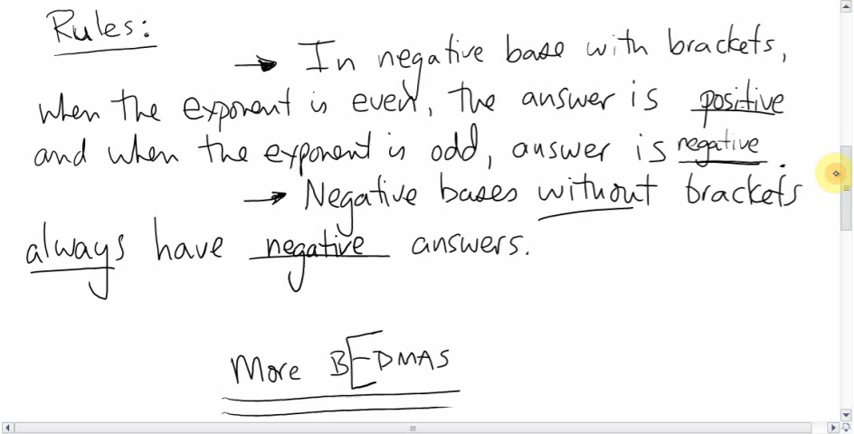 Rules:
→ In negative base with brackets,
when the exponent is even, the answer is positive
and when the exponent is odd, answer is negative.
→ Negative bases without brackets
always have negative answers.
More BEDMAS